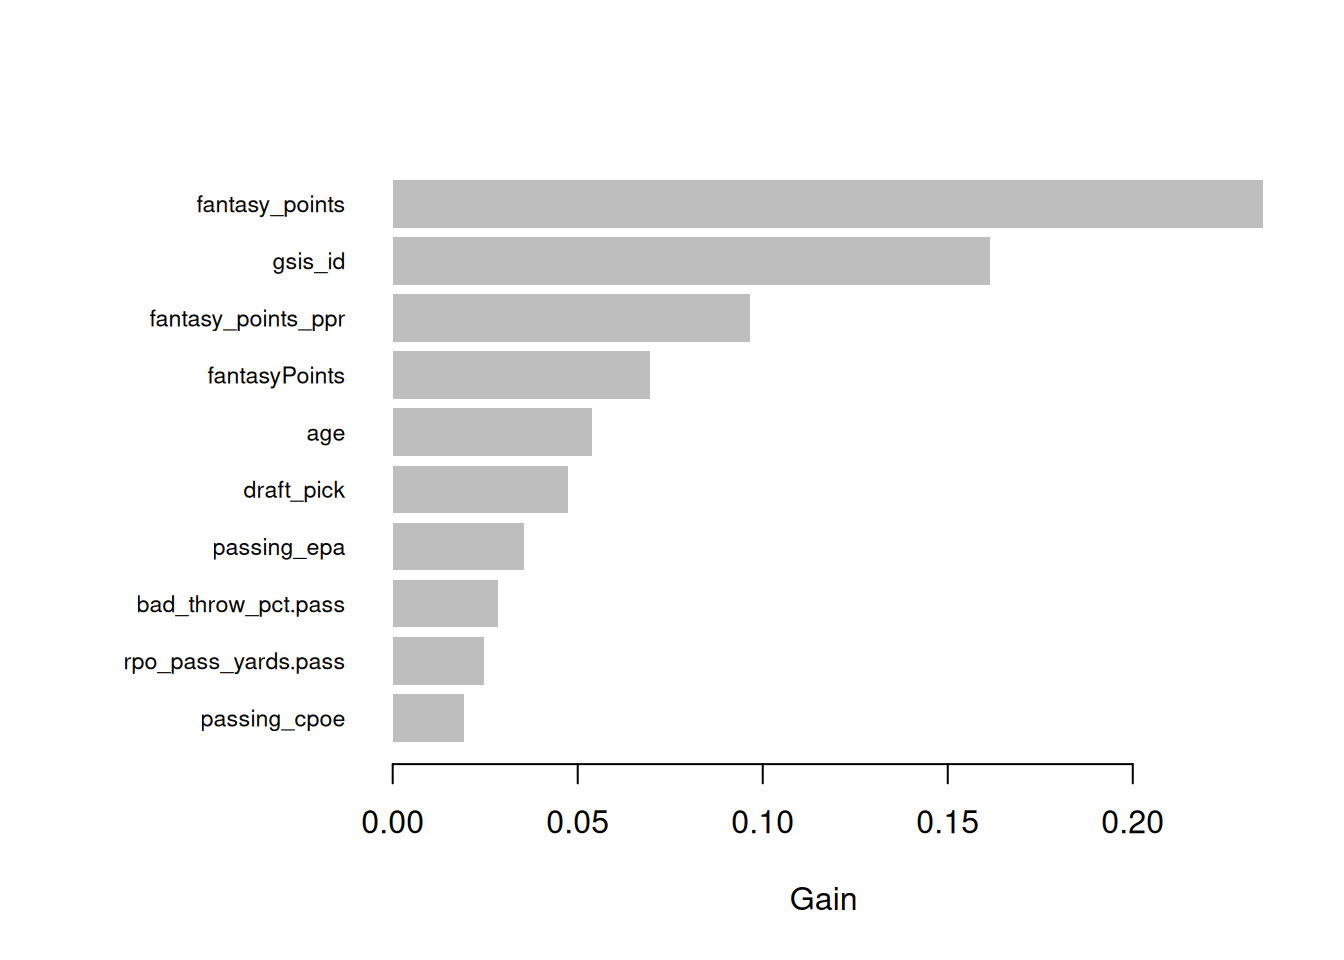 fantasy_points
gsis_id
fantasy_points_ppr
fantasyPoints
age
draft_pick
passing_epa
bad_throw_pct.pass
rpo_pass_yards.pass
passing_cpoe
0.00 0.05 0.10 0.15 0.20
Gain